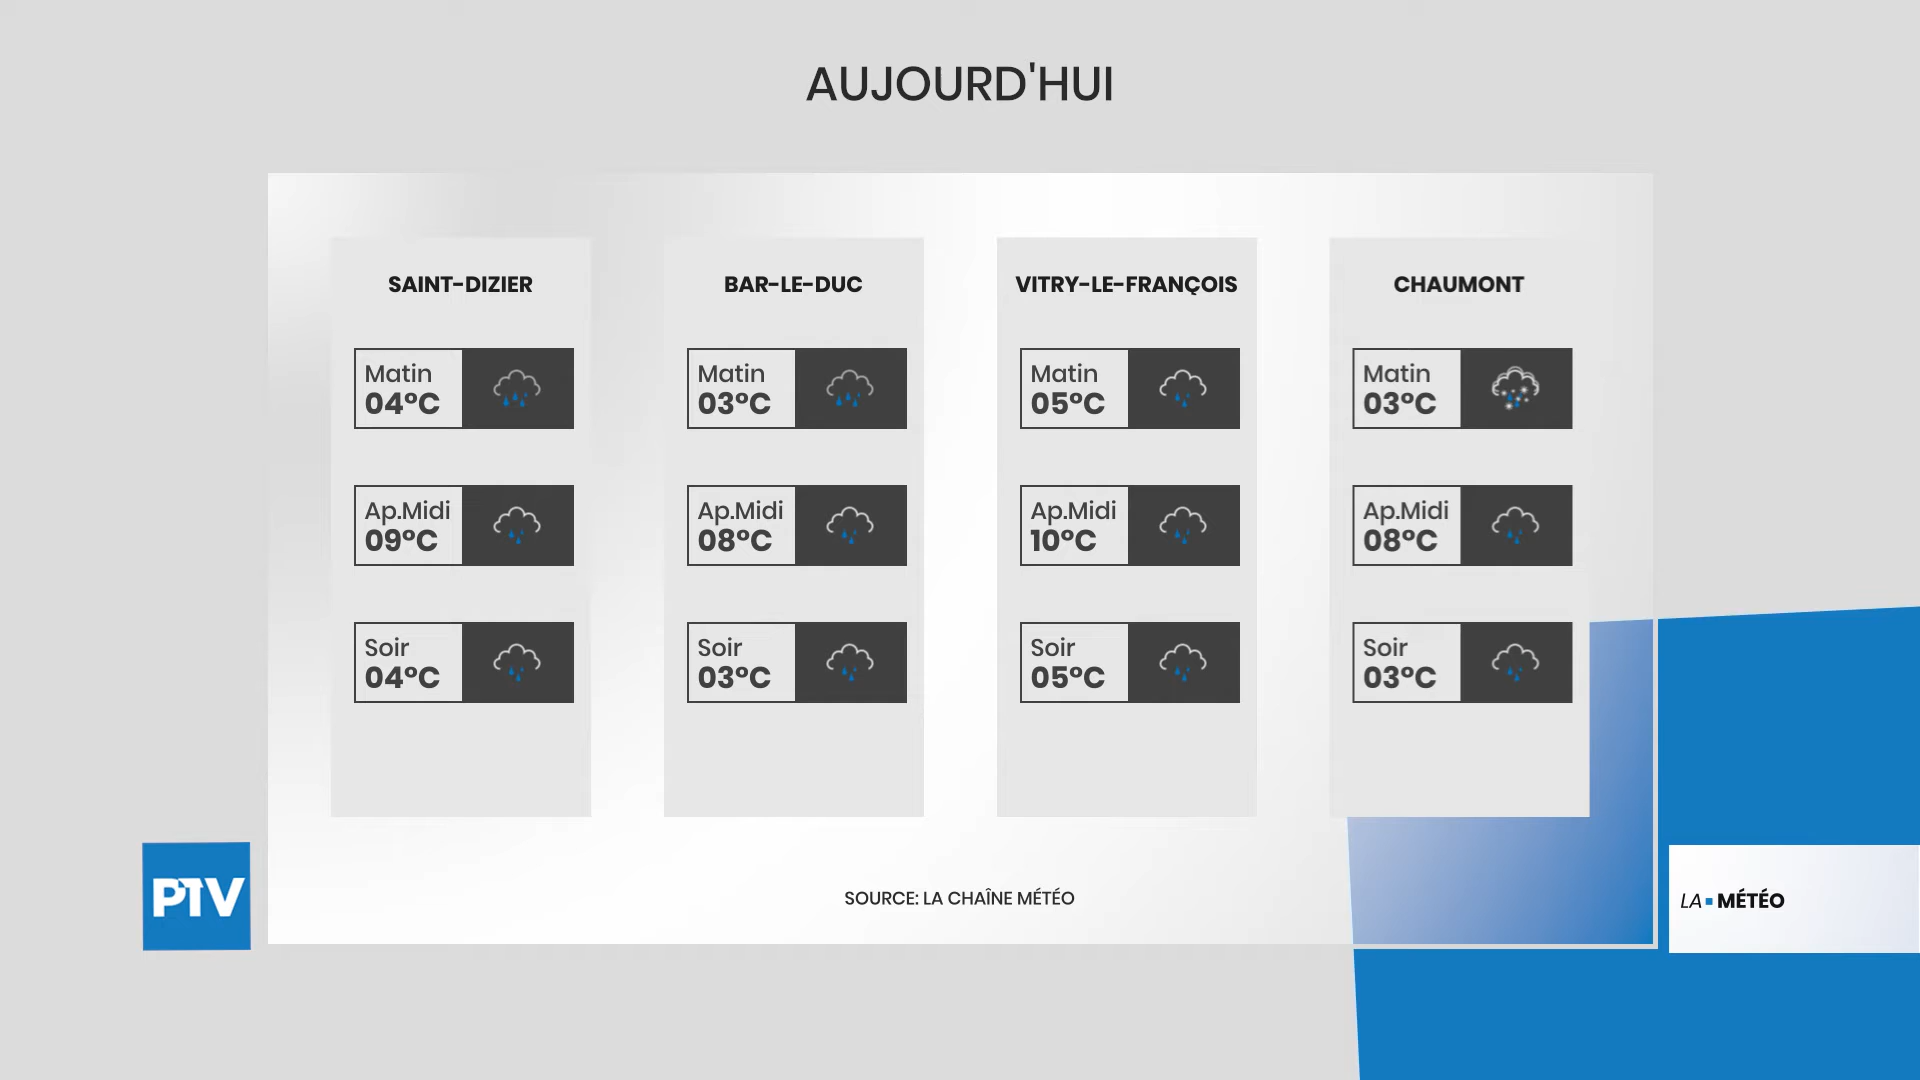 AUJOURD'HUI
SAINT-DIZIER
Matin
04°C
Ap.Midi
09°C
Soir
04°C
BAR-LE-DUC
Matin
03°C
Ap.Midi
08°C
Soir
03°C
VITRY-LE-FRANÇOIS
Matin
05°C
Ap.Midi
10°C
Soir
05°C
CHAUMONT
Matin
03°C
Ap.Midi
08°C
Soir
03°C
SOURCE: LA CHAÎNE MÉTÉO
PTV
LA MÉTÉO